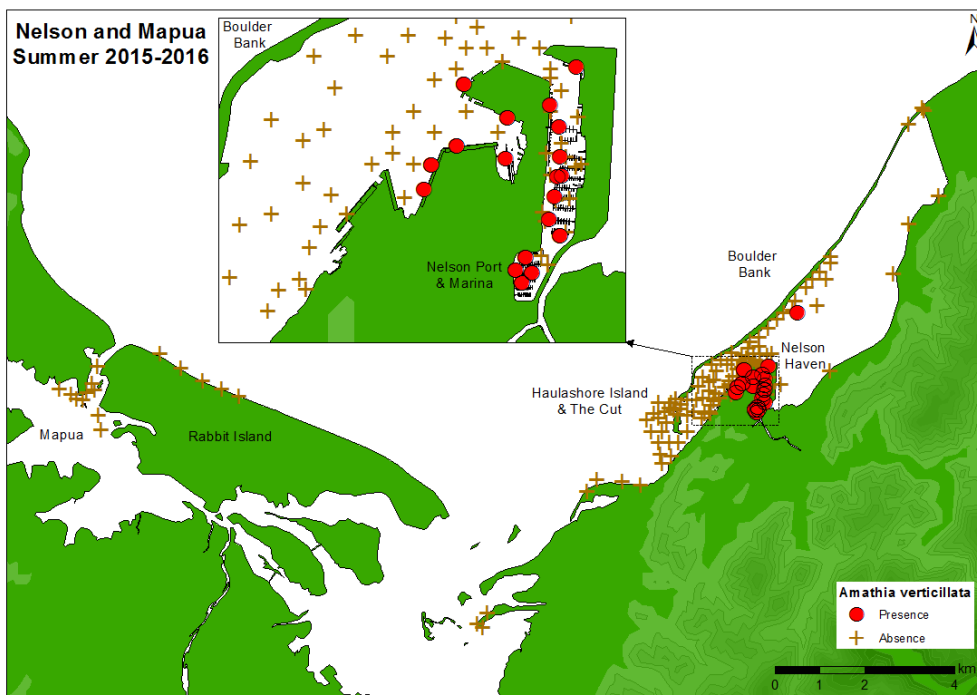 Nelson and Mapua
Summer 2015-2016
Boulder
Bank
N
Nelson Port
& Marina
Boulder
Bank
Nelson
Haven
Haulashore Island
& The Cut
Mapua
Rabbit Island
Amathia verticillata
Presence
Absence
km
0 1 2 4